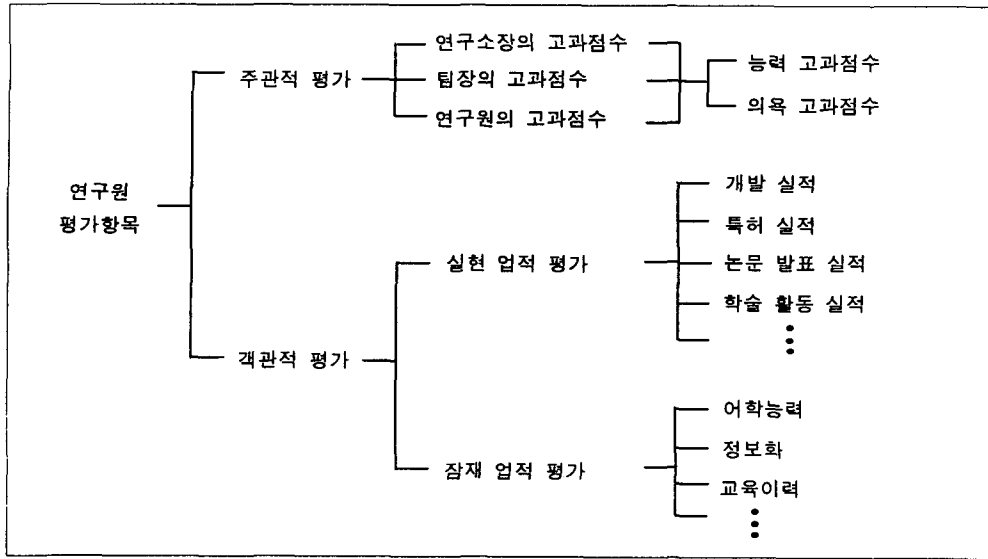 연구원
평가항목
주관적 평가
연구소장의 고과점수
팀장의 고과점수
연구원의 고과점수
능력 고과점수
의욕 고과점수
객관적 평가
실현 업적 평가
개발 실적
특허 실적
논문 발표 실적
학술 활동 실적
잠재 업적 평가
어학능력
정보화
교육이력